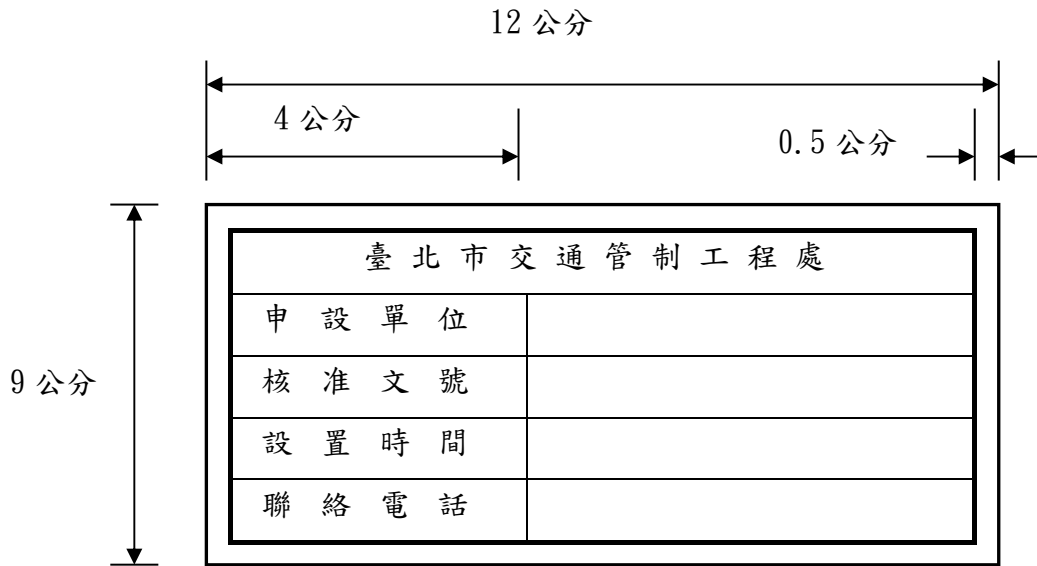 12 公分
4 公分
0.5 公分
9 公分
臺北市交通管制工程處
申設單位
核准文號
設置時間
聯絡電話